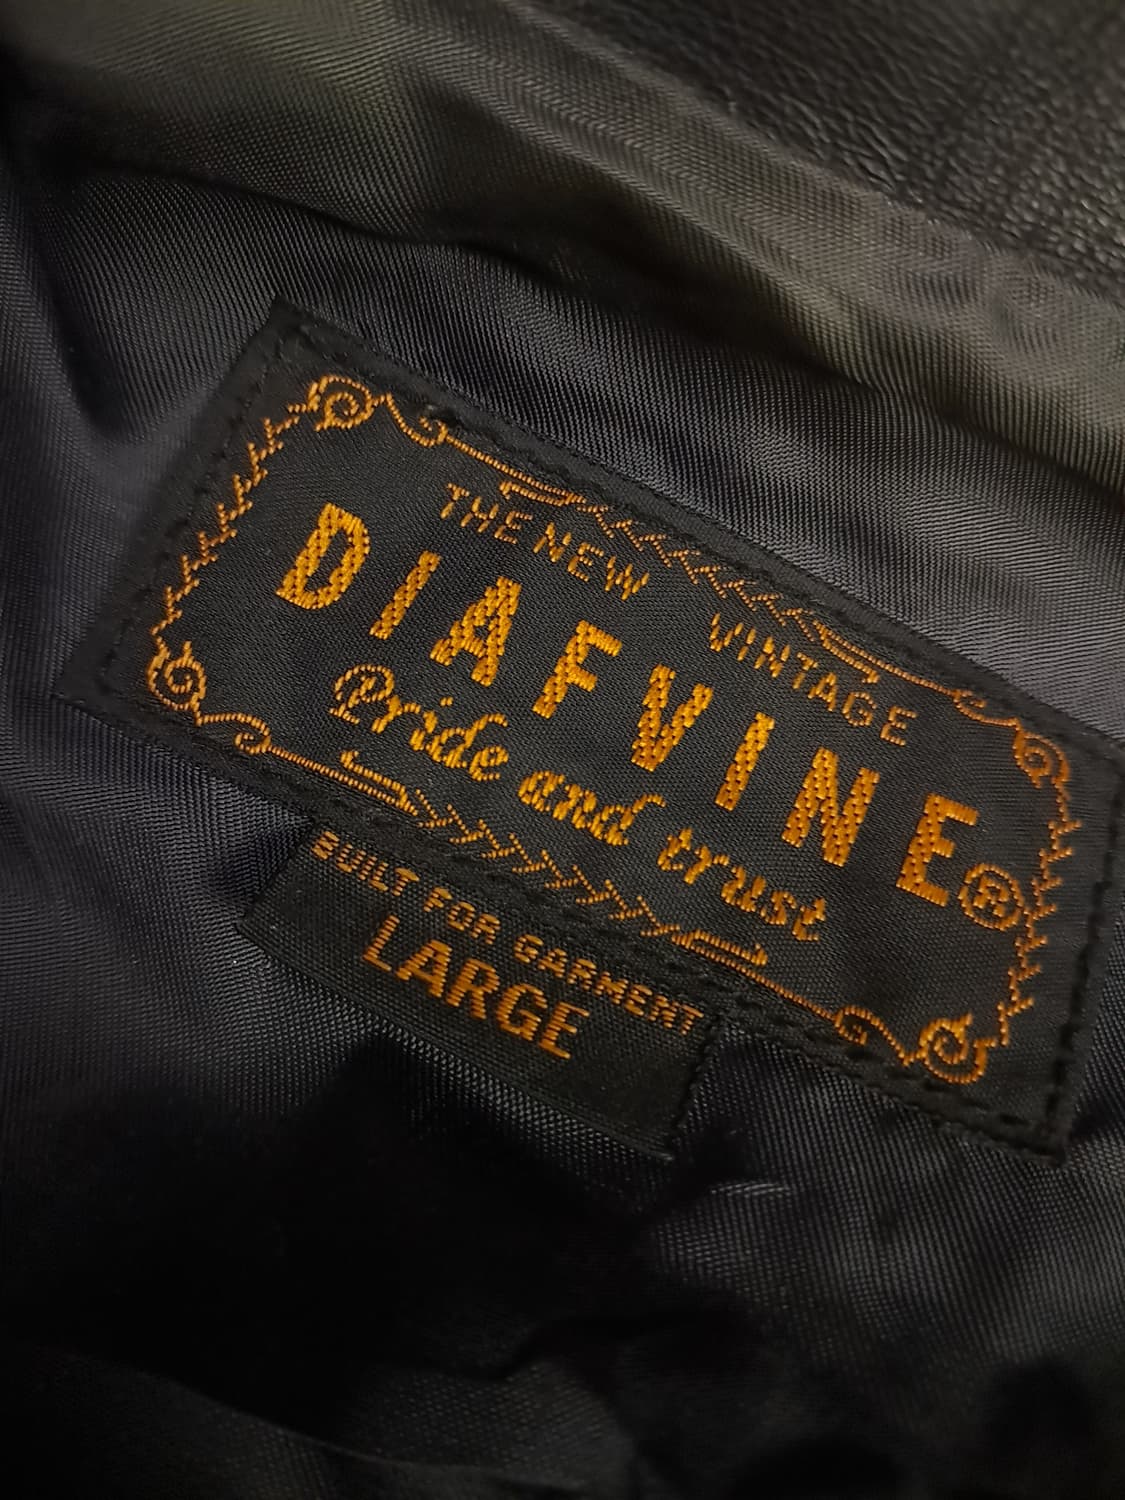 THE NEW VINTAGE
DIAFVINE®
Pride and trust
BUILT FOR GARMENT
LARGE